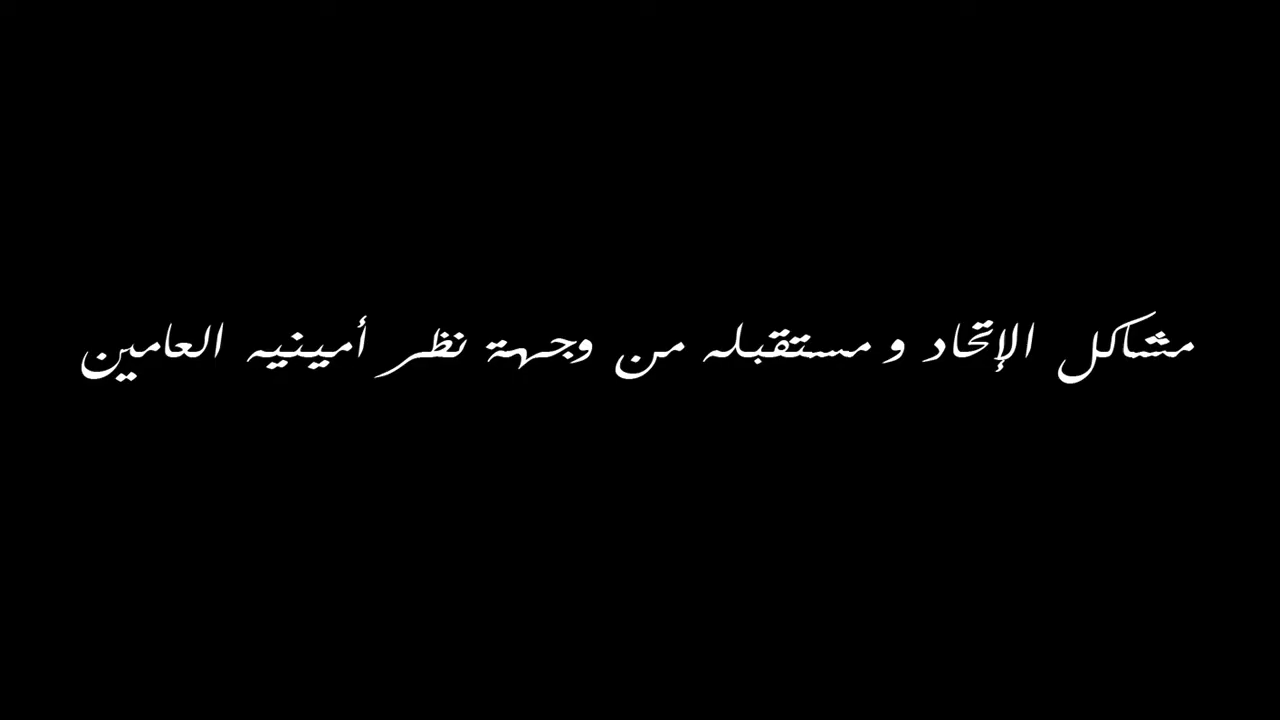 مشاكل الإتحاد و مستقبله من وجهة نظر أمينيه العامين